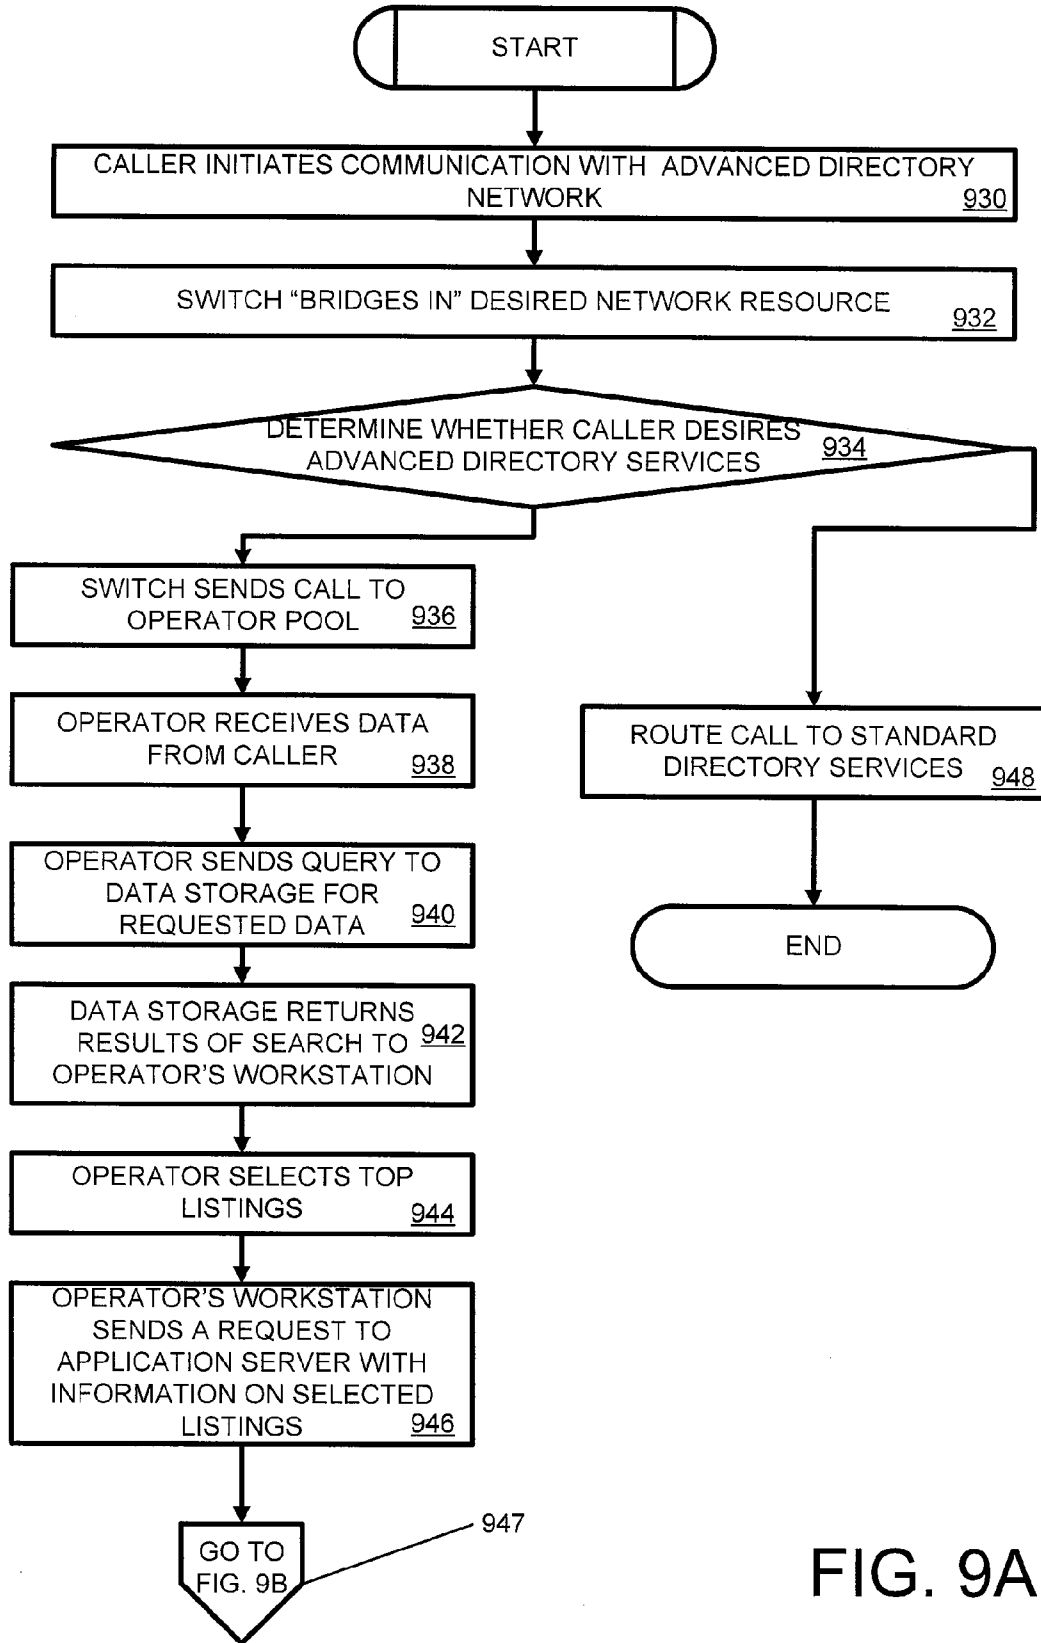 START
CALLER INITIATES COMMUNICATION WITH ADVANCED DIRECTORY
NETWORK
930
SWITCH “BRIDGES IN” DESIRED NETWORK RESOURCE
932
DETERMINE WHETHER CALLER DESIRES
ADVANCED DIRECTORY SERVICES
934
SWITCH SENDS CALL TO
OPERATOR POOL
936
OPERATOR RECEIVES DATA
FROM CALLER
938
OPERATOR SENDS QUERY TO
DATA STORAGE FOR
REQUESTED DATA
940
DATA STORAGE RETURNS
RESULTS OF SEARCH TO
OPERATOR'S WORKSTATION
942
OPERATOR SELECTS TOP
LISTINGS
944
OPERATOR'S WORKSTATION
SENDS A REQUEST TO
APPLICATION SERVER WITH
INFORMATION ON SELECTED
LISTINGS
946
GO TO
FIG. 9B
947
ROUTE CALL TO STANDARD
DIRECTORY SERVICES
948
END
FIG. 9A